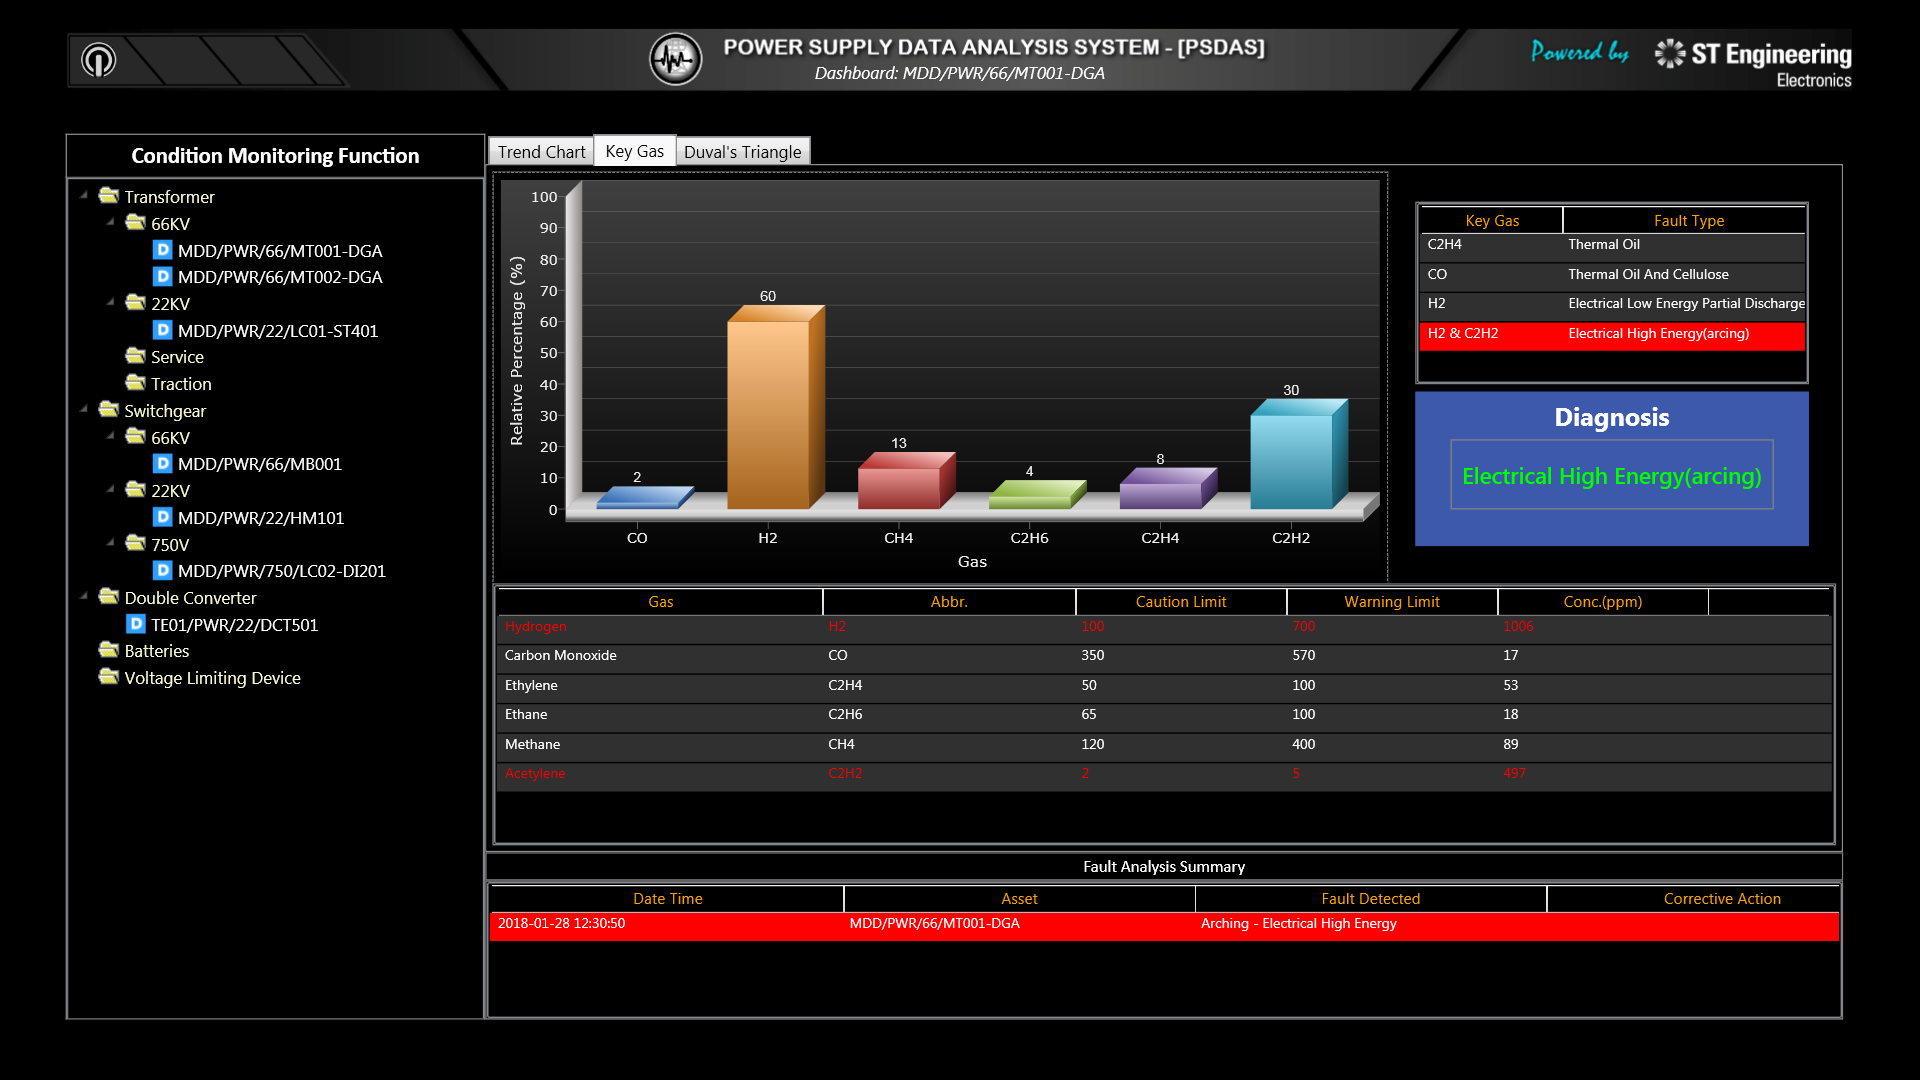 POWER SUPPLY DATA ANALYSIS SYSTEM - [PSDAS]
Dashboard: MDD/PWR/66/MT001-DGA
Powered by
ST Engineering
Electronics
Condition Monitoring Function
Transformer
66KV
D MDD/PWR/66/MT001-DGA
D MDD/PWR/66/MT002-DGA
22KV
D MDD/PWR/22/LC01-ST401
Service
Traction
Switchgear
66KV
D MDD/PWR/66/MB001
22KV
D MDD/PWR/22/HM101
750V
D MDD/PWR/750/LC02-DI201
Double Converter
D TE01/PWR/22/DCT501
Batteries
Voltage Limiting Device
Trend Chart Key Gas Duval's Triangle
Relative Percentage (%)
100
90
80
70
60
50
40
30
20
10
0
2 60 13 4 8 30
CO H2 CH4 C2H6 C2H4 C2H2
Gas
Key Gas Fault Type
C2H4 Thermal Oil
CO Thermal Oil And Cellulose
H2 Electrical Low Energy Partial Discharge
H2 & C2H2 Electrical High Energy(arcing)
Diagnosis
Electrical High Energy(arcing)
Gas Abbr. Caution Limit Warning Limit Conc.(ppm)
Hydrogen H2 100 700 1006
Carbon Monoxide CO 350 570 17
Ethylene C2H4 50 100 53
Ethane C2H6 65 100 18
Methane CH4 120 400 89
Acetylene C2H2 2 5 497
Fault Analysis Summary
Date Time Asset Fault Detected Corrective Action
2018-01-28 12:30:50 MDD/PWR/66/MT001-DGA Arching - Electrical High Energy